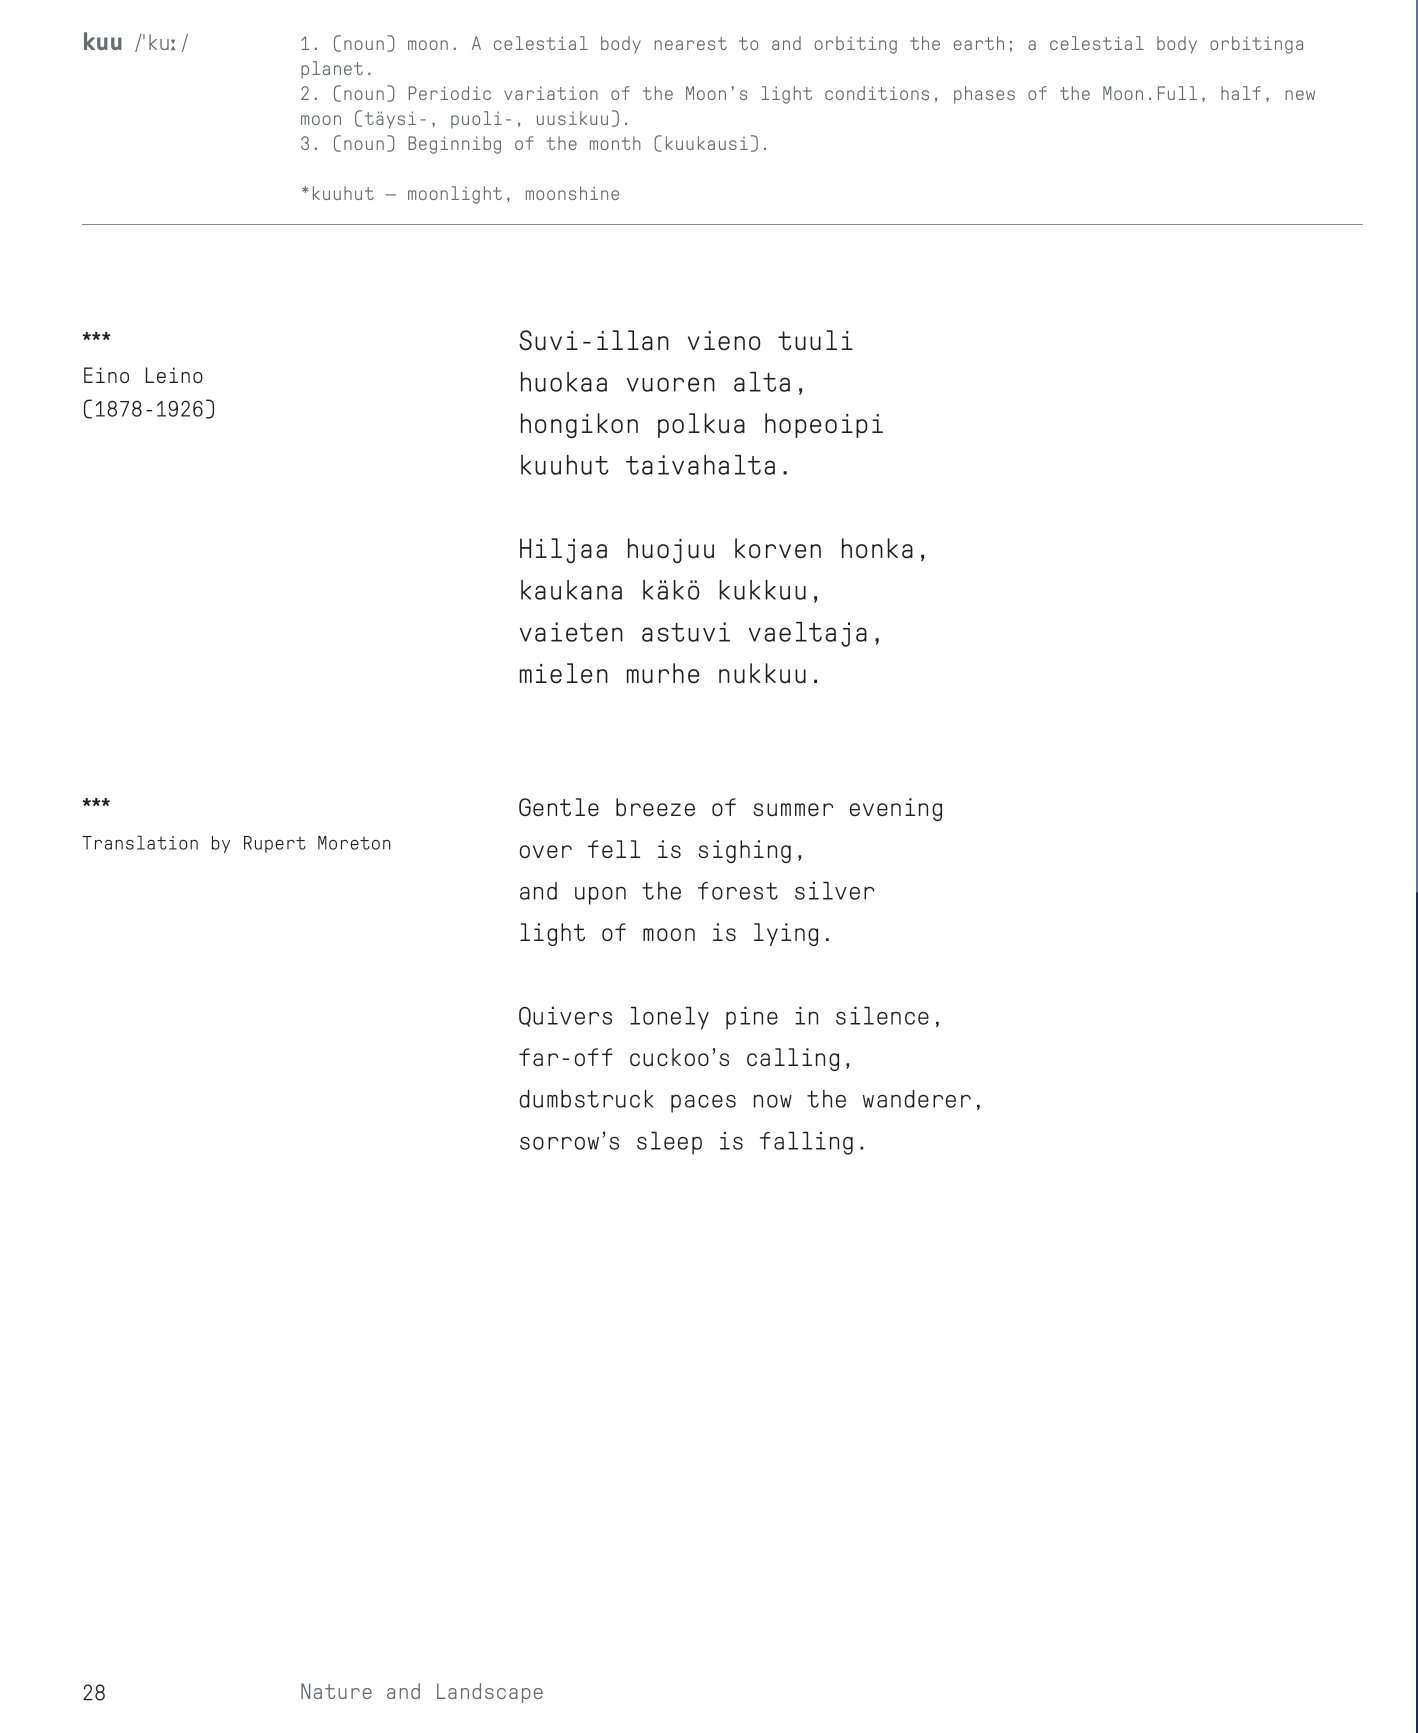 kuu /ˈkuː/
1. (noun) moon. A celestial body nearest to and orbiting the earth; a celestial body orbitinga
planet.
2. (noun) Periodic variation of the Moon’s light conditions, phases of the Moon.Full, half, new
moon (täysi-, puoli-, uusikuu).
3. (noun) Beginnibg of the month (kuukausi).
*kuuhut – moonlight, moonshine
***
Eino Leino
(1878-1926)
Suvi-illan vieno tuuli
huokaa vuoren alta,
hongikon polkua hopeoipi
kuuhut taivahalta.
Hiljaa huojuu korven honka,
kaukana käkö kukkuu,
vaieten astuvi vaeltaja,
mielen murhe nukkuu.
***
Translation by Rupert Moreton
Gentle breeze of summer evening
over fell is sighing,
and upon the forest silver
light of moon is lying.
Quivers lonely pine in silence,
far-off cuckoo’s calling,
dumbstruck paces now the wanderer,
sorrow’s sleep is falling.
28
Nature and Landscape